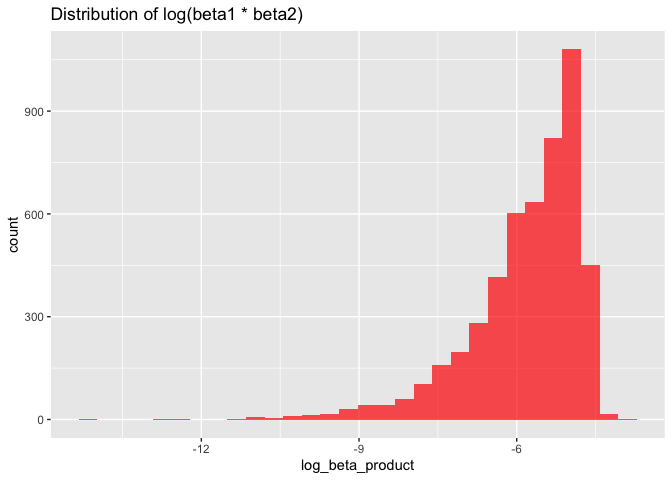 Distribution of log(beta1 * beta2)
count
900
600
300
0
-12 -9 -6
log_beta_product